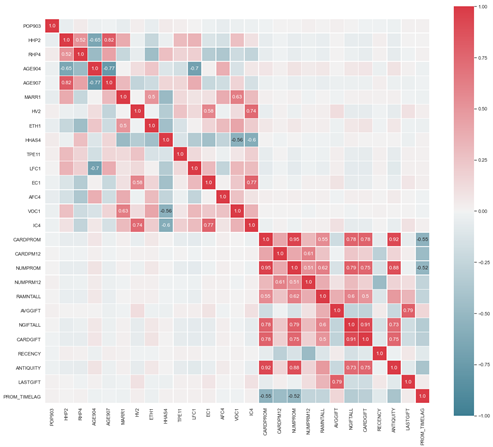 POP903 1.0
HHP2 1.0 0.52 -0.65 0.62
RHP4 0.52 1.0
AGE904 -0.65 1.0 -0.77 -0.7
AGE907 0.62 -0.77 1.0
MARR1 1.0 0.5 0.63
HV2 1.0 0.56 0.74
ETH1 0.5 1.0
HHAS4 1.0 -0.56 -0.6
TPE11 1.0
LFC1 -0.7 1.0
EC1 0.56 1.0 0.77
AFC4 1.0
VOC1 0.63 -0.56 1.0
IC4 0.74 -0.6 0.77 1.0
CARDPROM 1.0 0.95 0.55 0.78 0.78 0.92 -0.55
CARDPM12 1.0 0.61
NUMPROM 0.95 1.0 0.51 0.62 0.79 0.75 0.88 -0.52
NUMPRM12 0.61 0.51 1.0
RAMNTALL 0.55 0.62 1.0 0.6 0.5
AVGGIFT 1.0 0.70
NGIFTALL 0.78 0.79 0.6 1.0 0.91 0.73
CARDGIFT 0.78 0.75 0.5 0.91 1.0 0.75
RECENCY 1.0
ANTIQUITY 0.92 0.88 0.73 0.75 1.0
LASTGIFT 0.70 1.0
PROM_TIMELAG -0.55 -0.52 1.0
POP903 HHP2 RHP4 AGE904 AGE907 MARR1 HV2 ETH1 HHAS4 TPE11 LFC1 EC1 AFC4 VOC1 IC4 CARDPROM CARDPM12 NUMPROM NUMPRM12 RAMNTALL AVGGIFT NGIFTALL CARDGIFT RECENCY ANTIQUITY LASTGIFT PROM_TIMELAG
1.00
0.75
0.50
0.25
0.00
−0.25
−0.50
−0.75
−1.00